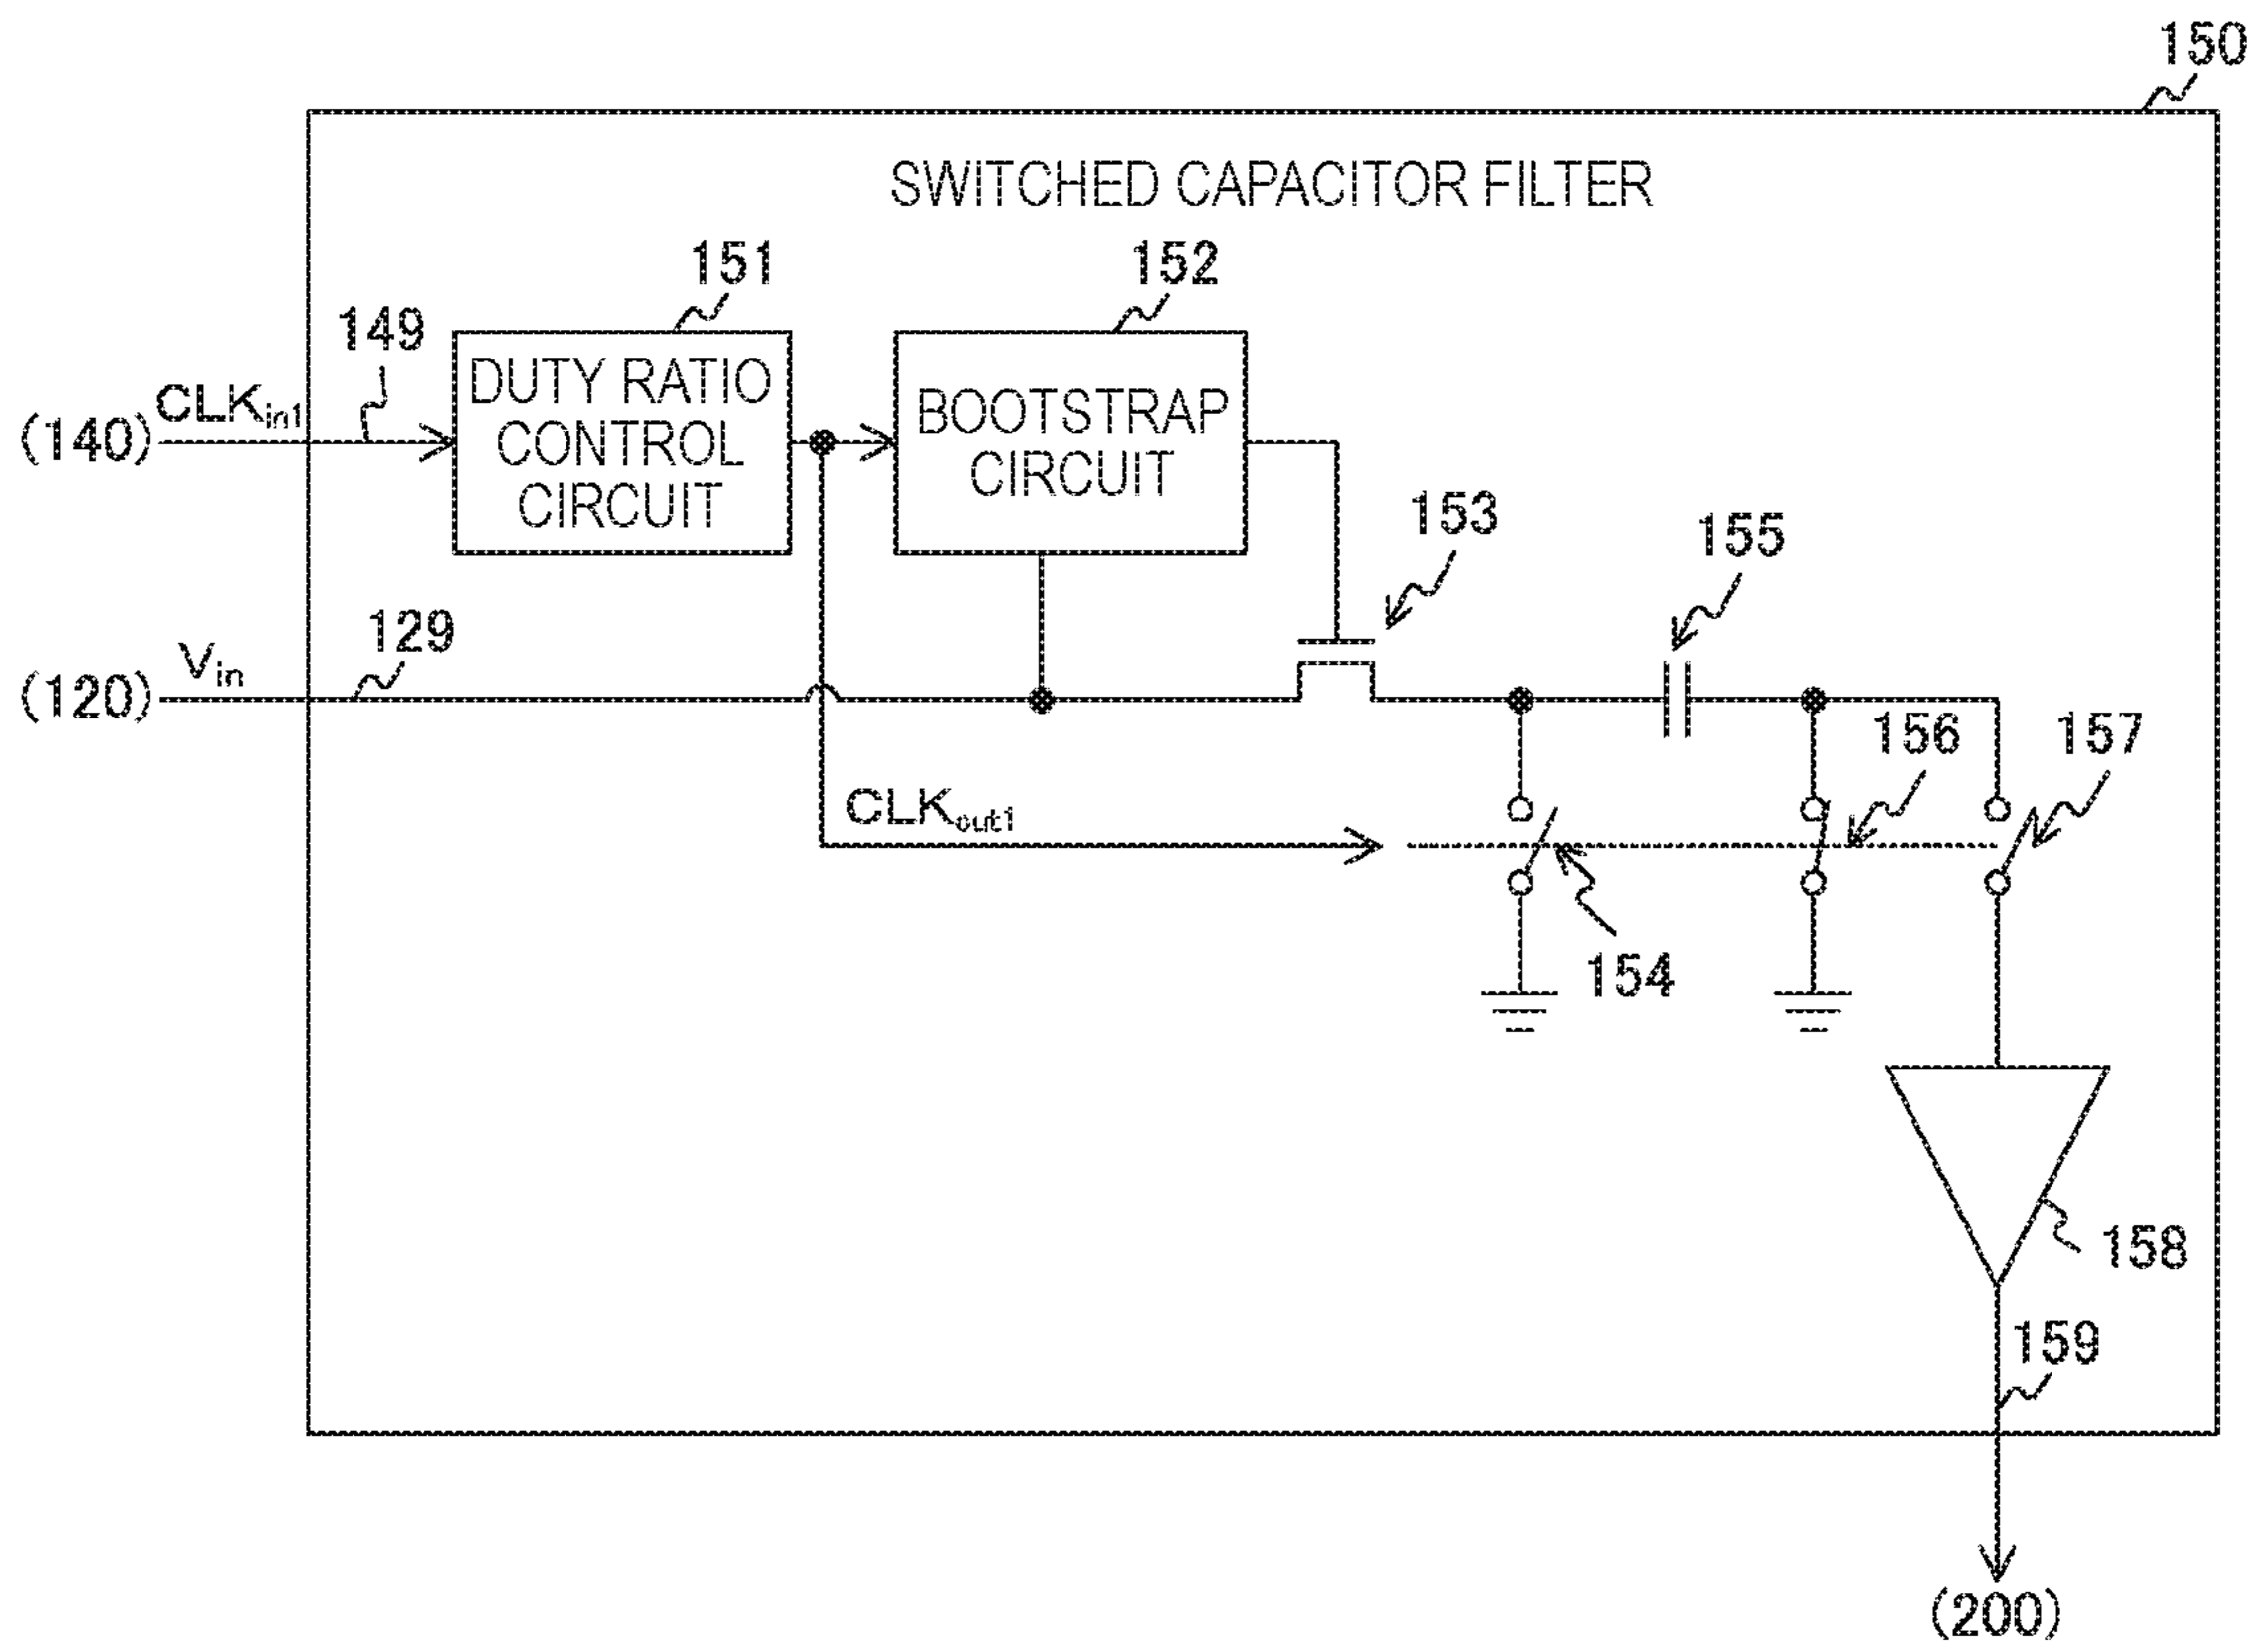 150
SWITCHED CAPACITOR FILTER
151
152
149
DUTY RATIO
CONTROL
CIRCUIT
BOOTSTRAP
CIRCUIT
(140)
CLKin1
153
155
129
(120)
Vin
156
157
CLKout1
154
158
159
(200)